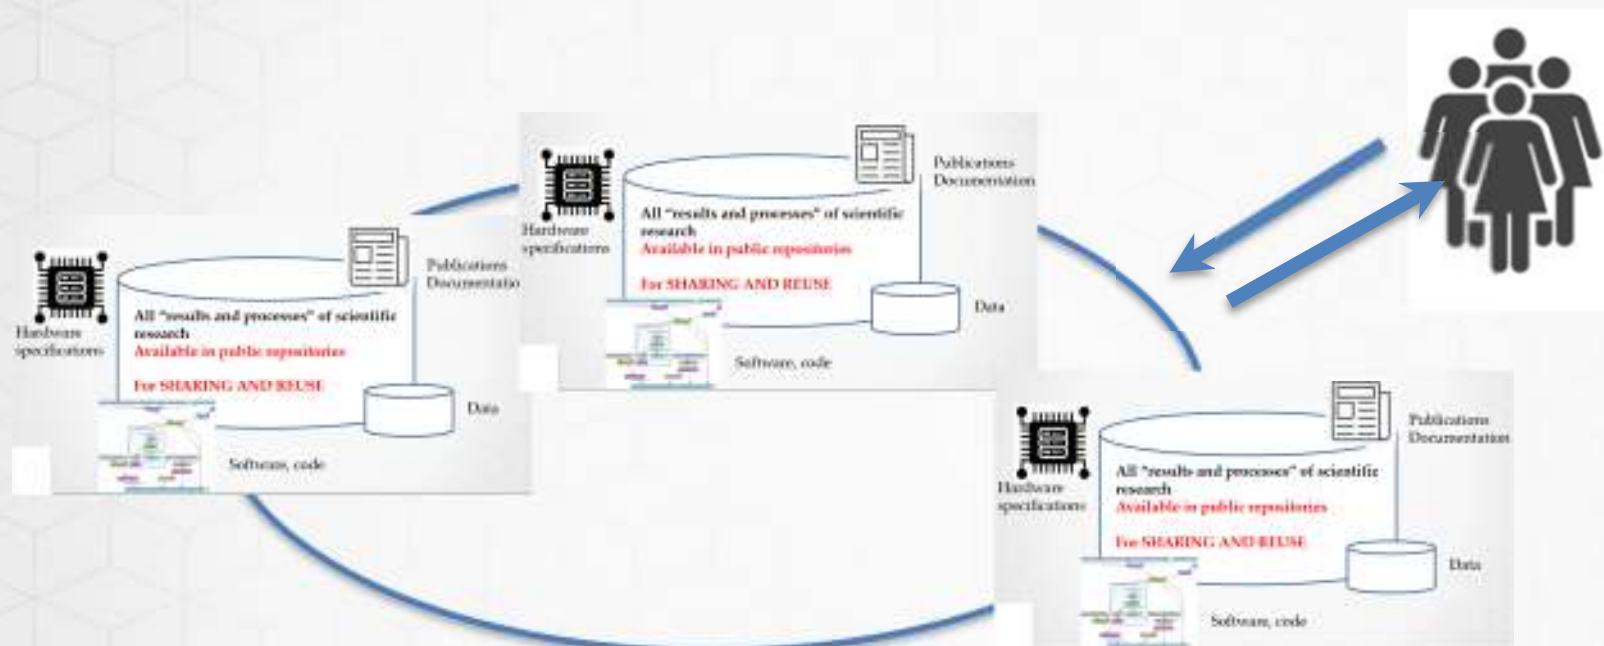 Publications
Documentation
Hardware
specifications
All "results and processes" of scientific
research
Available in public repositories
For SHARING AND REUSE
Data
Software, code
Publications
Documentatio
Hardware
specifications
All "results and processes" of scientific
research
Available in public repositories
For SHARING AND REUSE
Data
Software, code
Publications
Documentation
Hardware
specifications
All "results and processes" of scientific
research
Available in public repositories
For SHARING AND REUSE
Data
Software, code